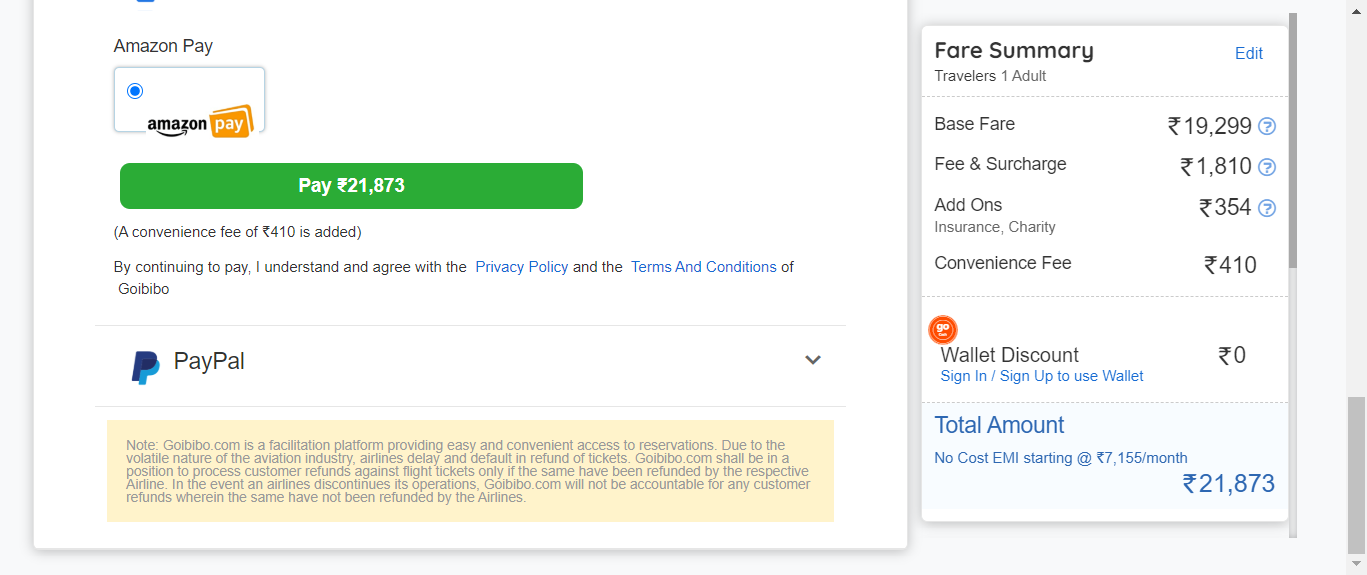 Amazon Pay
amazon pay
Pay ₹21,873
(A convenience fee of ₹410 is added)
By continuing to pay, I understand and agree with the Privacy Policy and the Terms And Conditions of
Goibibo
PayPal
Note: Goibibo.com is a facilitation platform providing easy and convenient access to reservations. Due to the
volatile nature of the aviation industry, airlines delay and default in refund of tickets. Goibibo.com shall be in a
position to process customer refunds against flight tickets only if the same have been refunded by the respective
Airline. In the event an airlines discontinues its operations, Goibibo.com will not be accountable for any customer
refunds wherein the same have not been refunded by the Airlines.
Fare Summary Edit
Travelers 1 Adult
Base Fare ₹19,299 ?
Fee & Surcharge ₹1,810 ?
Add Ons ₹354 ?
Insurance, Charity
Convenience Fee ₹410
go
Wallet Discount ₹0
Sign In / Sign Up to use Wallet
Total Amount
No Cost EMI starting @ ₹7,155/month
₹21,873